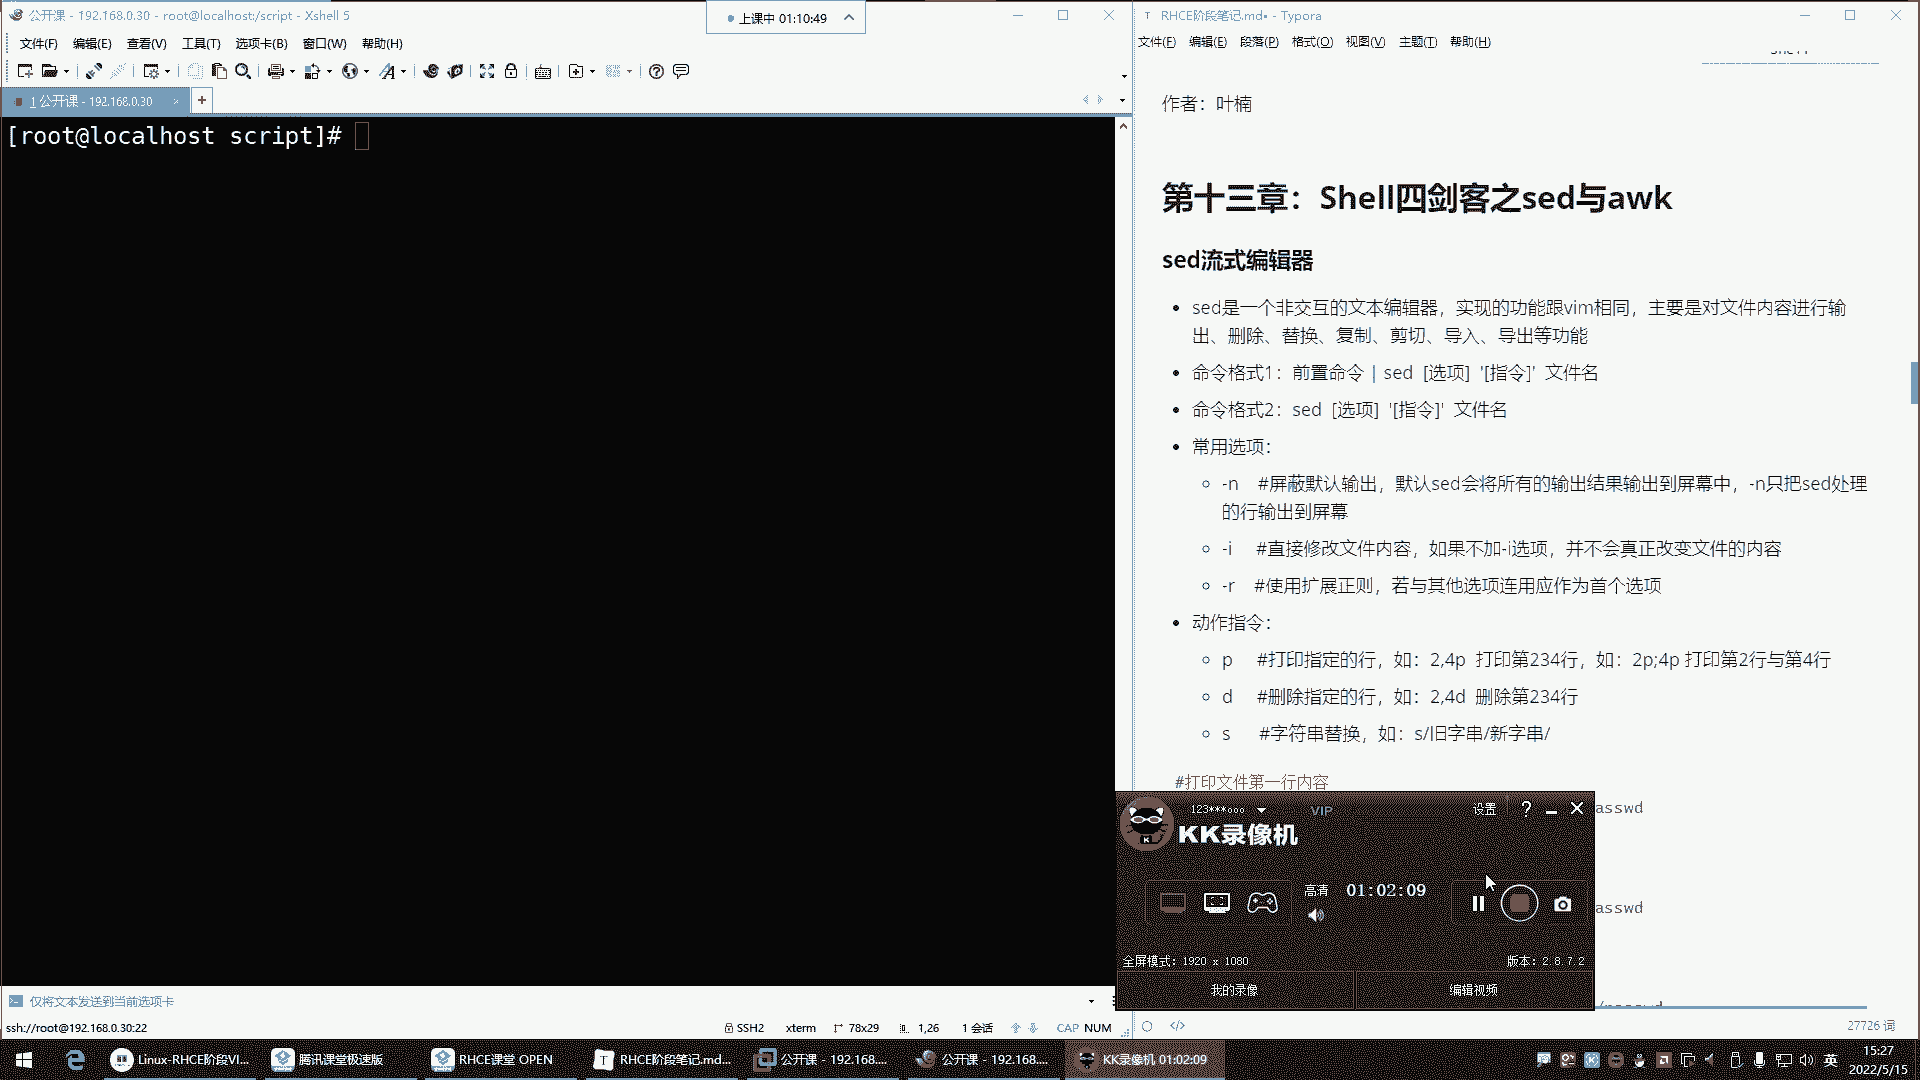 公开课 - 192.168.0.30 - root@localhost:/script - Xshell 5
上课中 01:10:49
文件(F) 编辑(E) 查看(V) 工具(T) 选项卡(B) 窗口(W) 帮助(H)
1 公开课 - 192.168.0.30
[root@localhost script]#
仅将文本发送到当前选项卡
ssh://root@192.168.0.30:22
SSH2 xterm 78x29 1,26 1 会话 CAP NUM
RHCE阶段笔记.md• - Typora
文件(F) 编辑(E) 段落(P) 格式(O) 视图(V) 主题(T) 帮助(H)
作者：叶楠
第十三章：Shell四剑客之sed与awk
sed流式编辑器
sed是一个非交互的文本编辑器，实现的功能跟vim相同，主要是对文件内容进行输
出、删除、替换、复制、剪切、导入、导出等功能
命令格式1：前置命令 | sed [选项] '[指令]' 文件名
命令格式2：sed [选项] '[指令]' 文件名
常用选项：
-n #屏蔽默认输出，默认sed会将所有的输出结果输出到屏幕中，-n只把sed处理
的行输出到屏幕
-i #直接修改文件内容，如果不加-i选项，并不会真正改变文件的内容
-r #使用扩展正则，若与其他选项连用应作为首个选项
动作指令：
p #打印指定的行，如：2,4p 打印第234行，如：2p;4p 打印第2行与第4行
d #删除指定的行，如：2,4d 删除第234行
s #字符串替换，如：s/旧字符串/新字符串/
#打印文件第一行内容
asswd
asswd
27726 词
123***ooo VIP 设置
KK录像机
高清 01:02:09
全屏模式：1920 x 1080 版本：2.8.7.2
我的录像 编辑视频
Linux-RHCE阶段VI... 腾讯课堂极速版 RHCE课堂 OPEN RHCE阶段笔记.md... 公开课 - 192.168.... 公开课 - 192.168.... KK录像机 01:02:09
英
15:27
2022/5/15